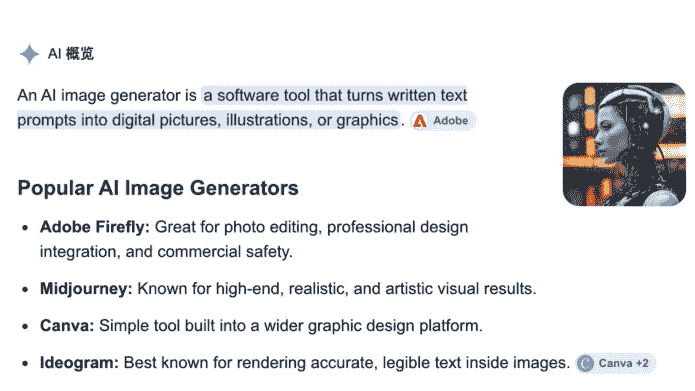 AI 概览
An AI image generator is a software tool that turns written text
prompts into digital pictures, illustrations, or graphics. Adobe
Popular AI Image Generators
• Adobe Firefly: Great for photo editing, professional design
integration, and commercial safety.
• Midjourney: Known for high-end, realistic, and artistic visual results.
• Canva: Simple tool built into a wider graphic design platform.
• Ideogram: Best known for rendering accurate, legible text inside images. Canva +2